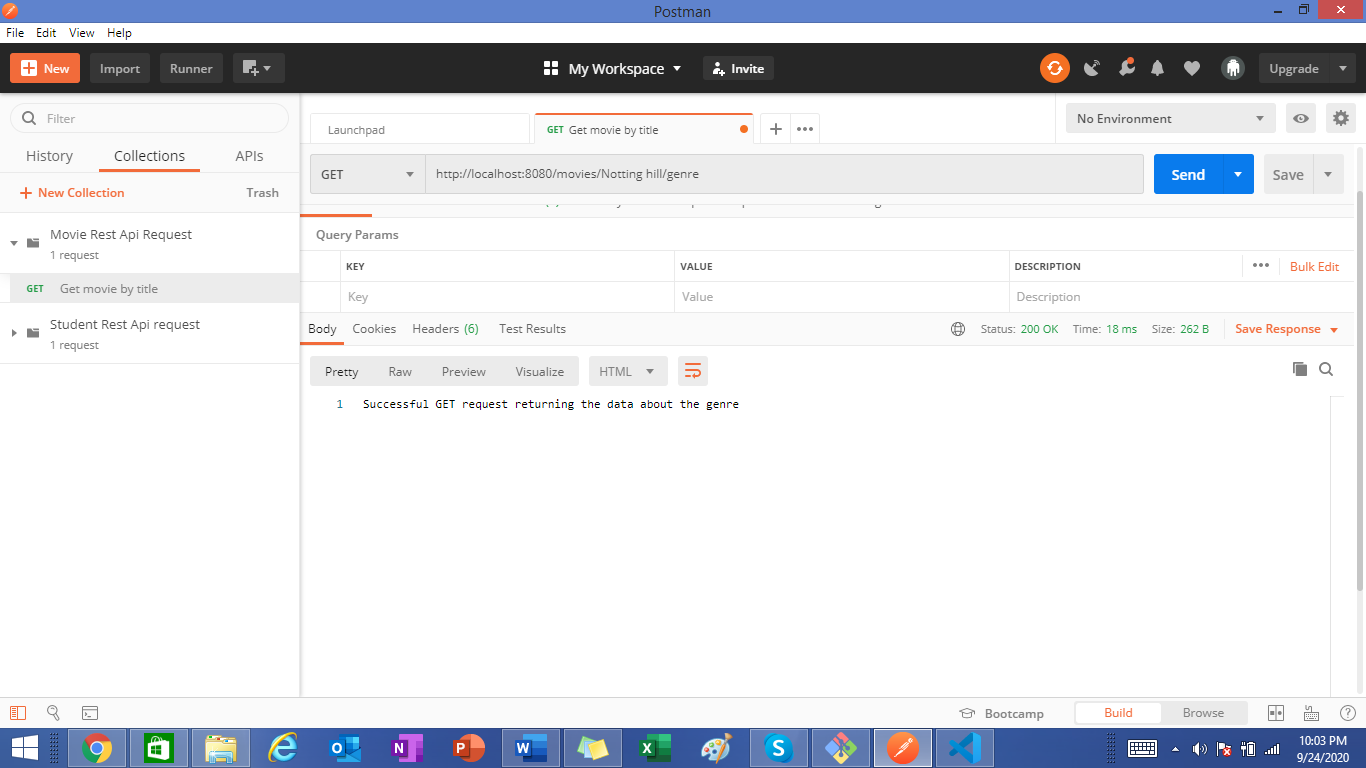 Postman
File Edit View Help
New Import Runner My Workspace Invite Upgrade
Filter
History Collections APIs
New Collection Trash
Movie Rest Api Request
1 request
GET Get movie by title
Student Rest Api request
1 request
Launchpad GET Get movie by title No Environment
GET http://localhost:8080/movies/Notting hill/genre Send Save
Query Params
KEY VALUE DESCRIPTION Bulk Edit
Key Value Description
Body Cookies Headers (6) Test Results Status: 200 OK Time: 18 ms Size: 262 B Save Response
Pretty Raw Preview Visualize HTML
1 Successful GET request returning the data about the genre
Bootcamp Build Browse
10:03 PM
9/24/2020